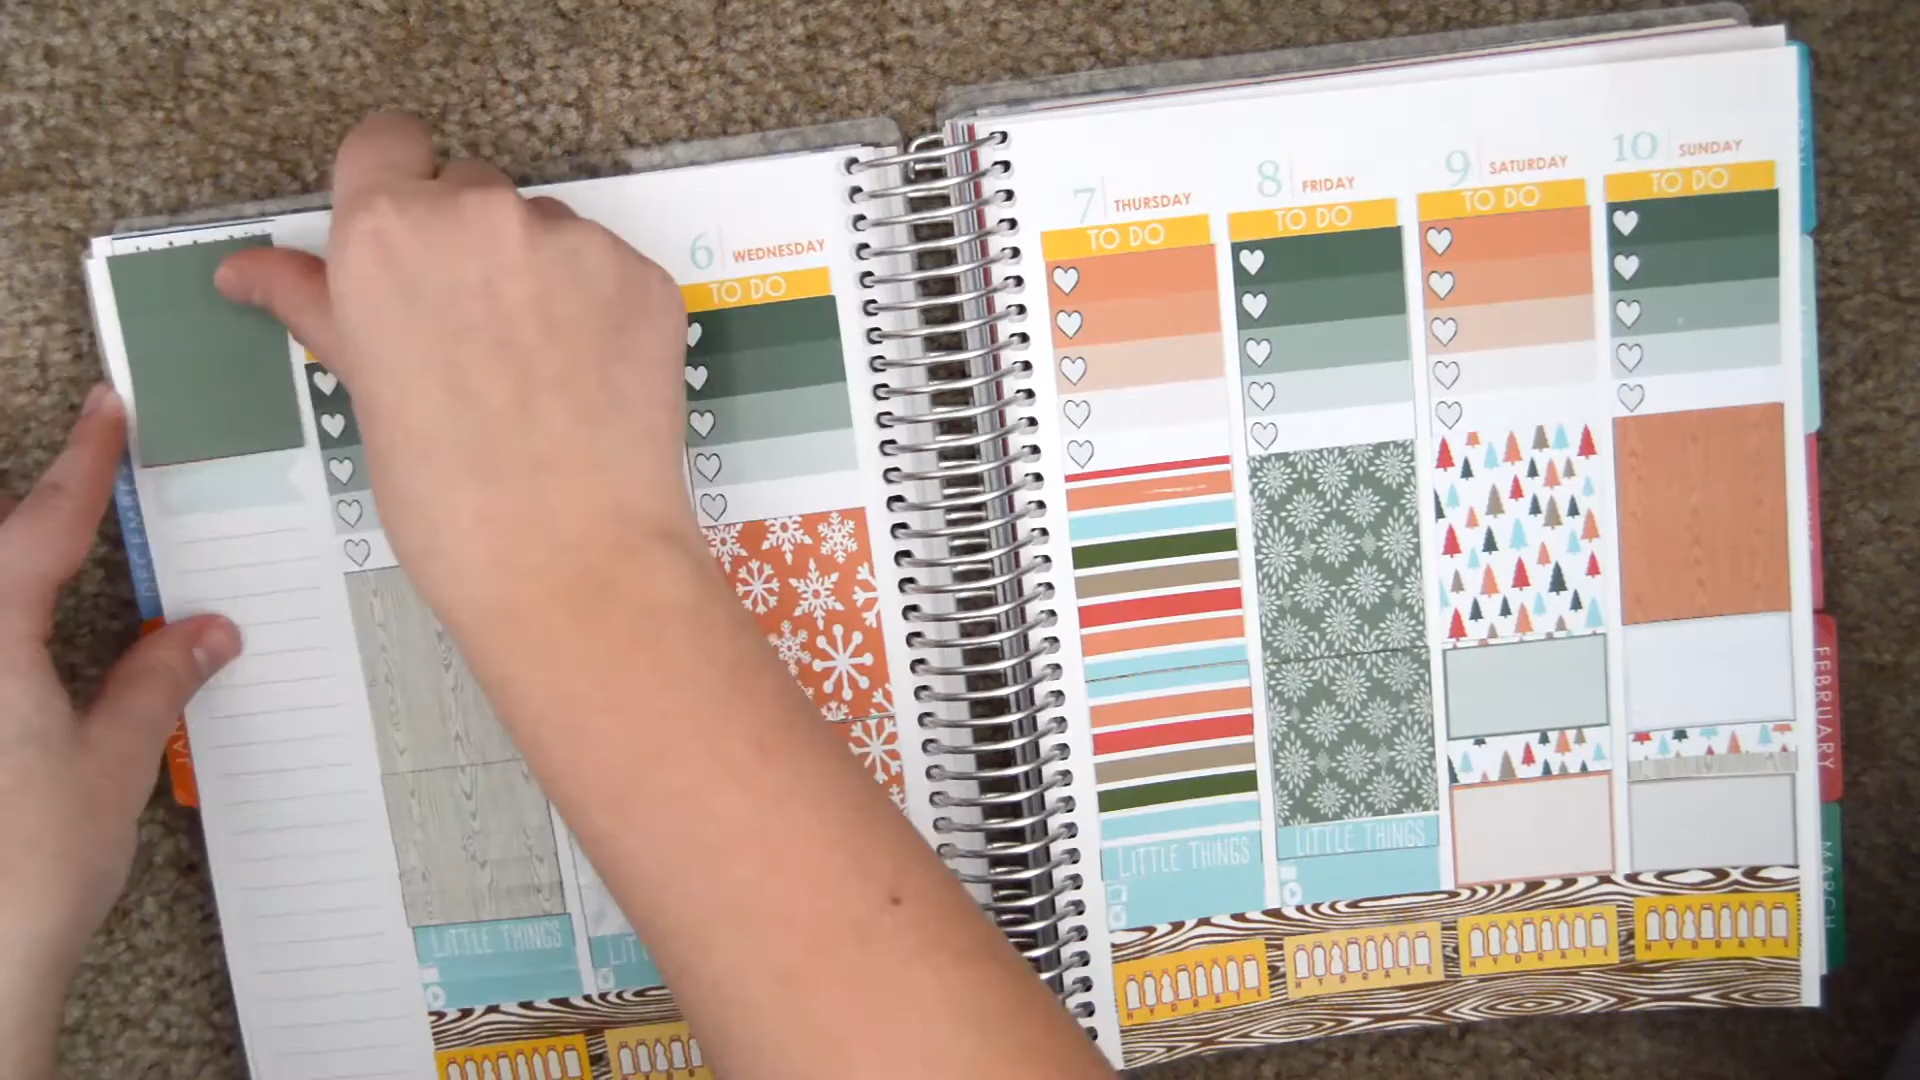 6 WEDNESDAY
TO DO
7 THURSDAY
TO DO
8 FRIDAY
TO DO
9 SATURDAY
TO DO
10 SUNDAY
TO DO
LITTLE THINGS
LITTLE THINGS
LITTLE THINGS
HYDRATE
HYDRATE
HYDRATE
HYDRATE
FEBRUARY
MARCH